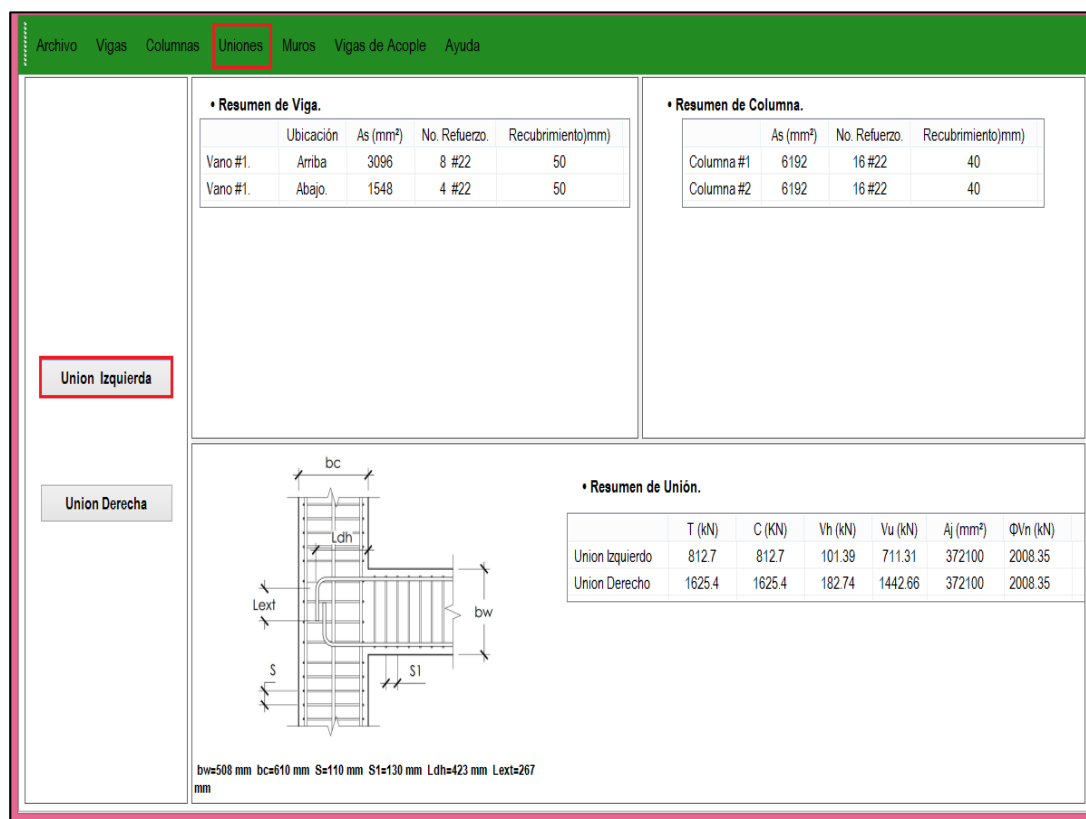 Archivo Vigas Columnas Uniones Muros Vigas de Acople Ayuda
• Resumen de Viga.
Ubicación As (mm²) No. Refuerzo. Recubrimiento)mm)
Vano #1. Arriba 3096 8 #22 50
Vano #1. Abajo. 1548 4 #22 50
• Resumen de Columna.
As (mm²) No. Refuerzo. Recubrimiento)mm)
Columna #1 6192 16 #22 40
Columna #2 6192 16 #22 40
Union Izquierda
Union Derecha
bc
Ldh
Lext
bw
S
S1
bw=508 mm bc=610 mm S=110 mm S1=130 mm Ldh=423 mm Lext=267
mm
• Resumen de Unión.
T (kN) C (KN) Vh (kN) Vu (kN) Aj (mm²) ΦVn (kN)
Union Izquierdo 812.7 812.7 101.39 711.31 372100 2008.35
Union Derecho 1625.4 1625.4 182.74 1442.66 372100 2008.35